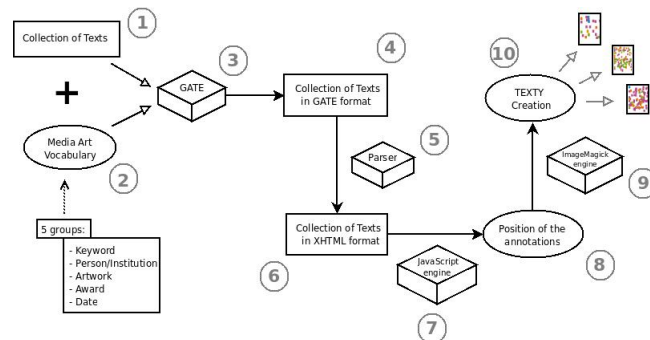 1
Collection of Texts
+
Media Art
Vocabulary
2
5 groups:
- Keyword
- Person/Institution
- Artwork
- Award
- Date
3
GATE
4
Collection of Texts
in GATE format
5
Parser
Collection of Texts
in XHTML format
6
JavaScript
engine
7
Position of the
annotations
8
ImageMagick
engine
9
10
TEXTY
Creation